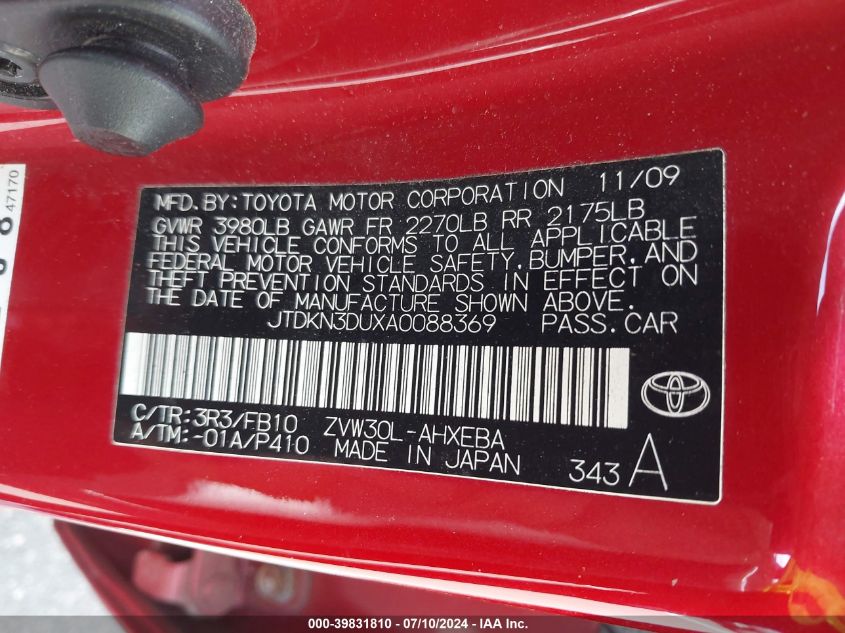 47170
MFD.BY:TOYOTA MOTOR CORPORATION 11/09
GVWR 3980LB GAWR FR 2270LB RR 2175LB
THIS VEHICLE CONFORMS TO ALL APPLICABLE
FEDERAL MOTOR VEHICLE SAFETY,BUMPER,AND
THEFT PREVENTION STANDARDS IN EFFECT ON
THE DATE OF MANUFACTURE SHOWN ABOVE.
JTDKN3DUXA0088369 PASS.CAR
C/TR:3R3/FB10 ZVW30L-AHXEBA
A/TM:-01A/P410 MADE IN JAPAN 343 A
000-39831810 - 07/10/2024 - IAA Inc.